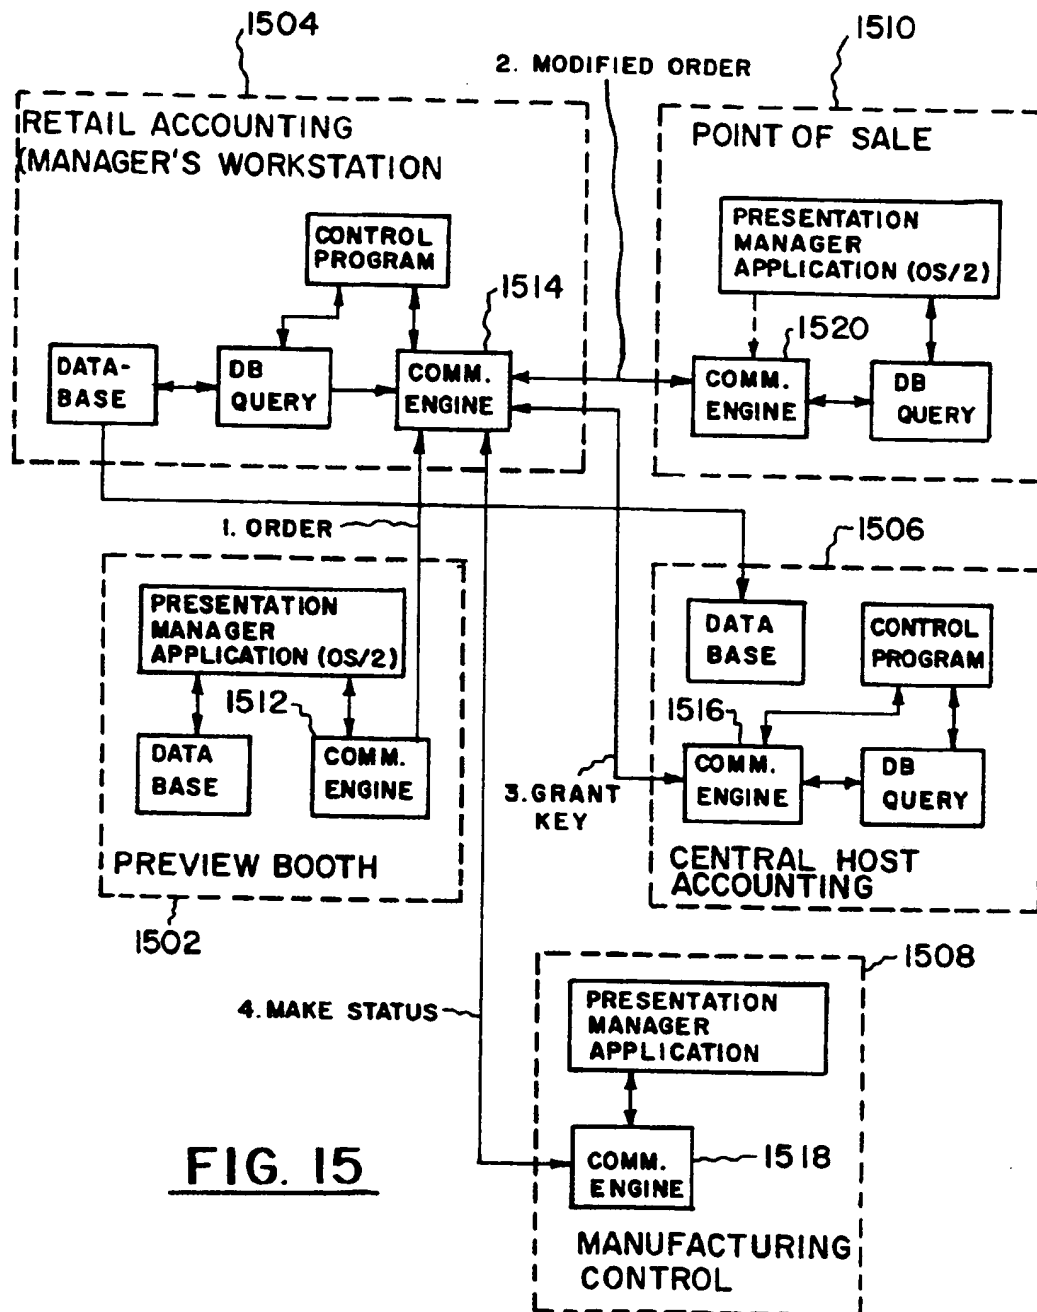 1504
1510
2. MODIFIED ORDER
RETAIL ACCOUNTING
(MANAGER'S WORKSTATION
POINT OF SALE
CONTROL
PROGRAM
1514
PRESENTATION
MANAGER
APPLICATION (OS/2)
1520
DATA-
BASE
DB
QUERY
COMM.
ENGINE
COMM.
ENGINE
DB
QUERY
1. ORDER
1506
PRESENTATION
MANAGER
APPLICATION (OS/2)
DATA
BASE
CONTROL
PROGRAM
1512
1516
DATA
BASE
COMM.
ENGINE
COMM.
ENGINE
DB
QUERY
3. GRANT
KEY
PREVIEW BOOTH
CENTRAL HOST
ACCOUNTING
1502
1508
4. MAKE STATUS
PRESENTATION
MANAGER
APPLICATION
FIG. 15
COMM.
ENGINE
1518
MANUFACTURING
CONTROL